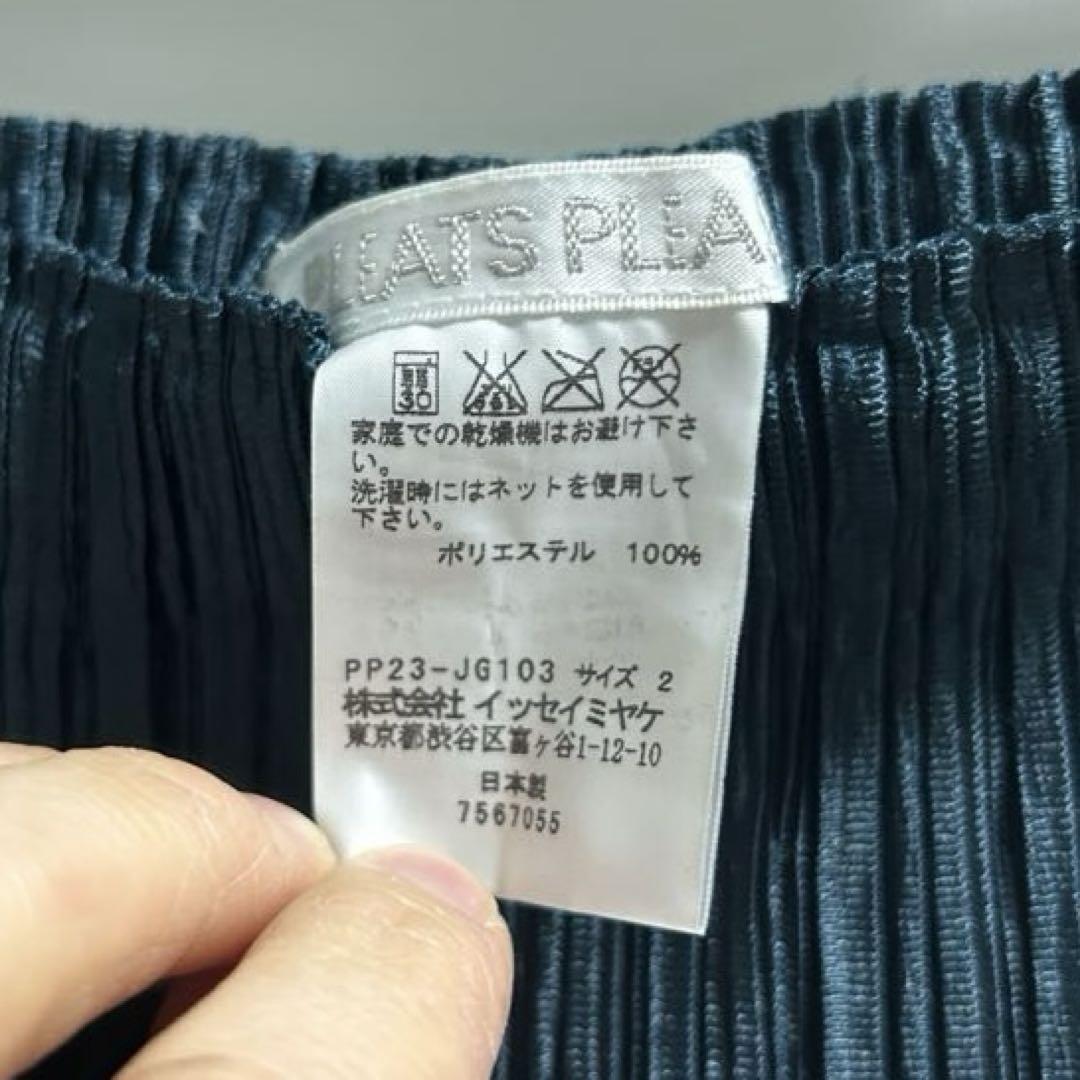 PLEATS PLEA
30
家庭での乾燥機はお避け下さ
い。
洗濯時にはネットを使用して
下さい。
ポリエステル 100%
PP23-JG103 サイズ 2
株式会社 イッセイミヤケ
東京都渋谷区富ヶ谷1-12-10
日本製
7567055